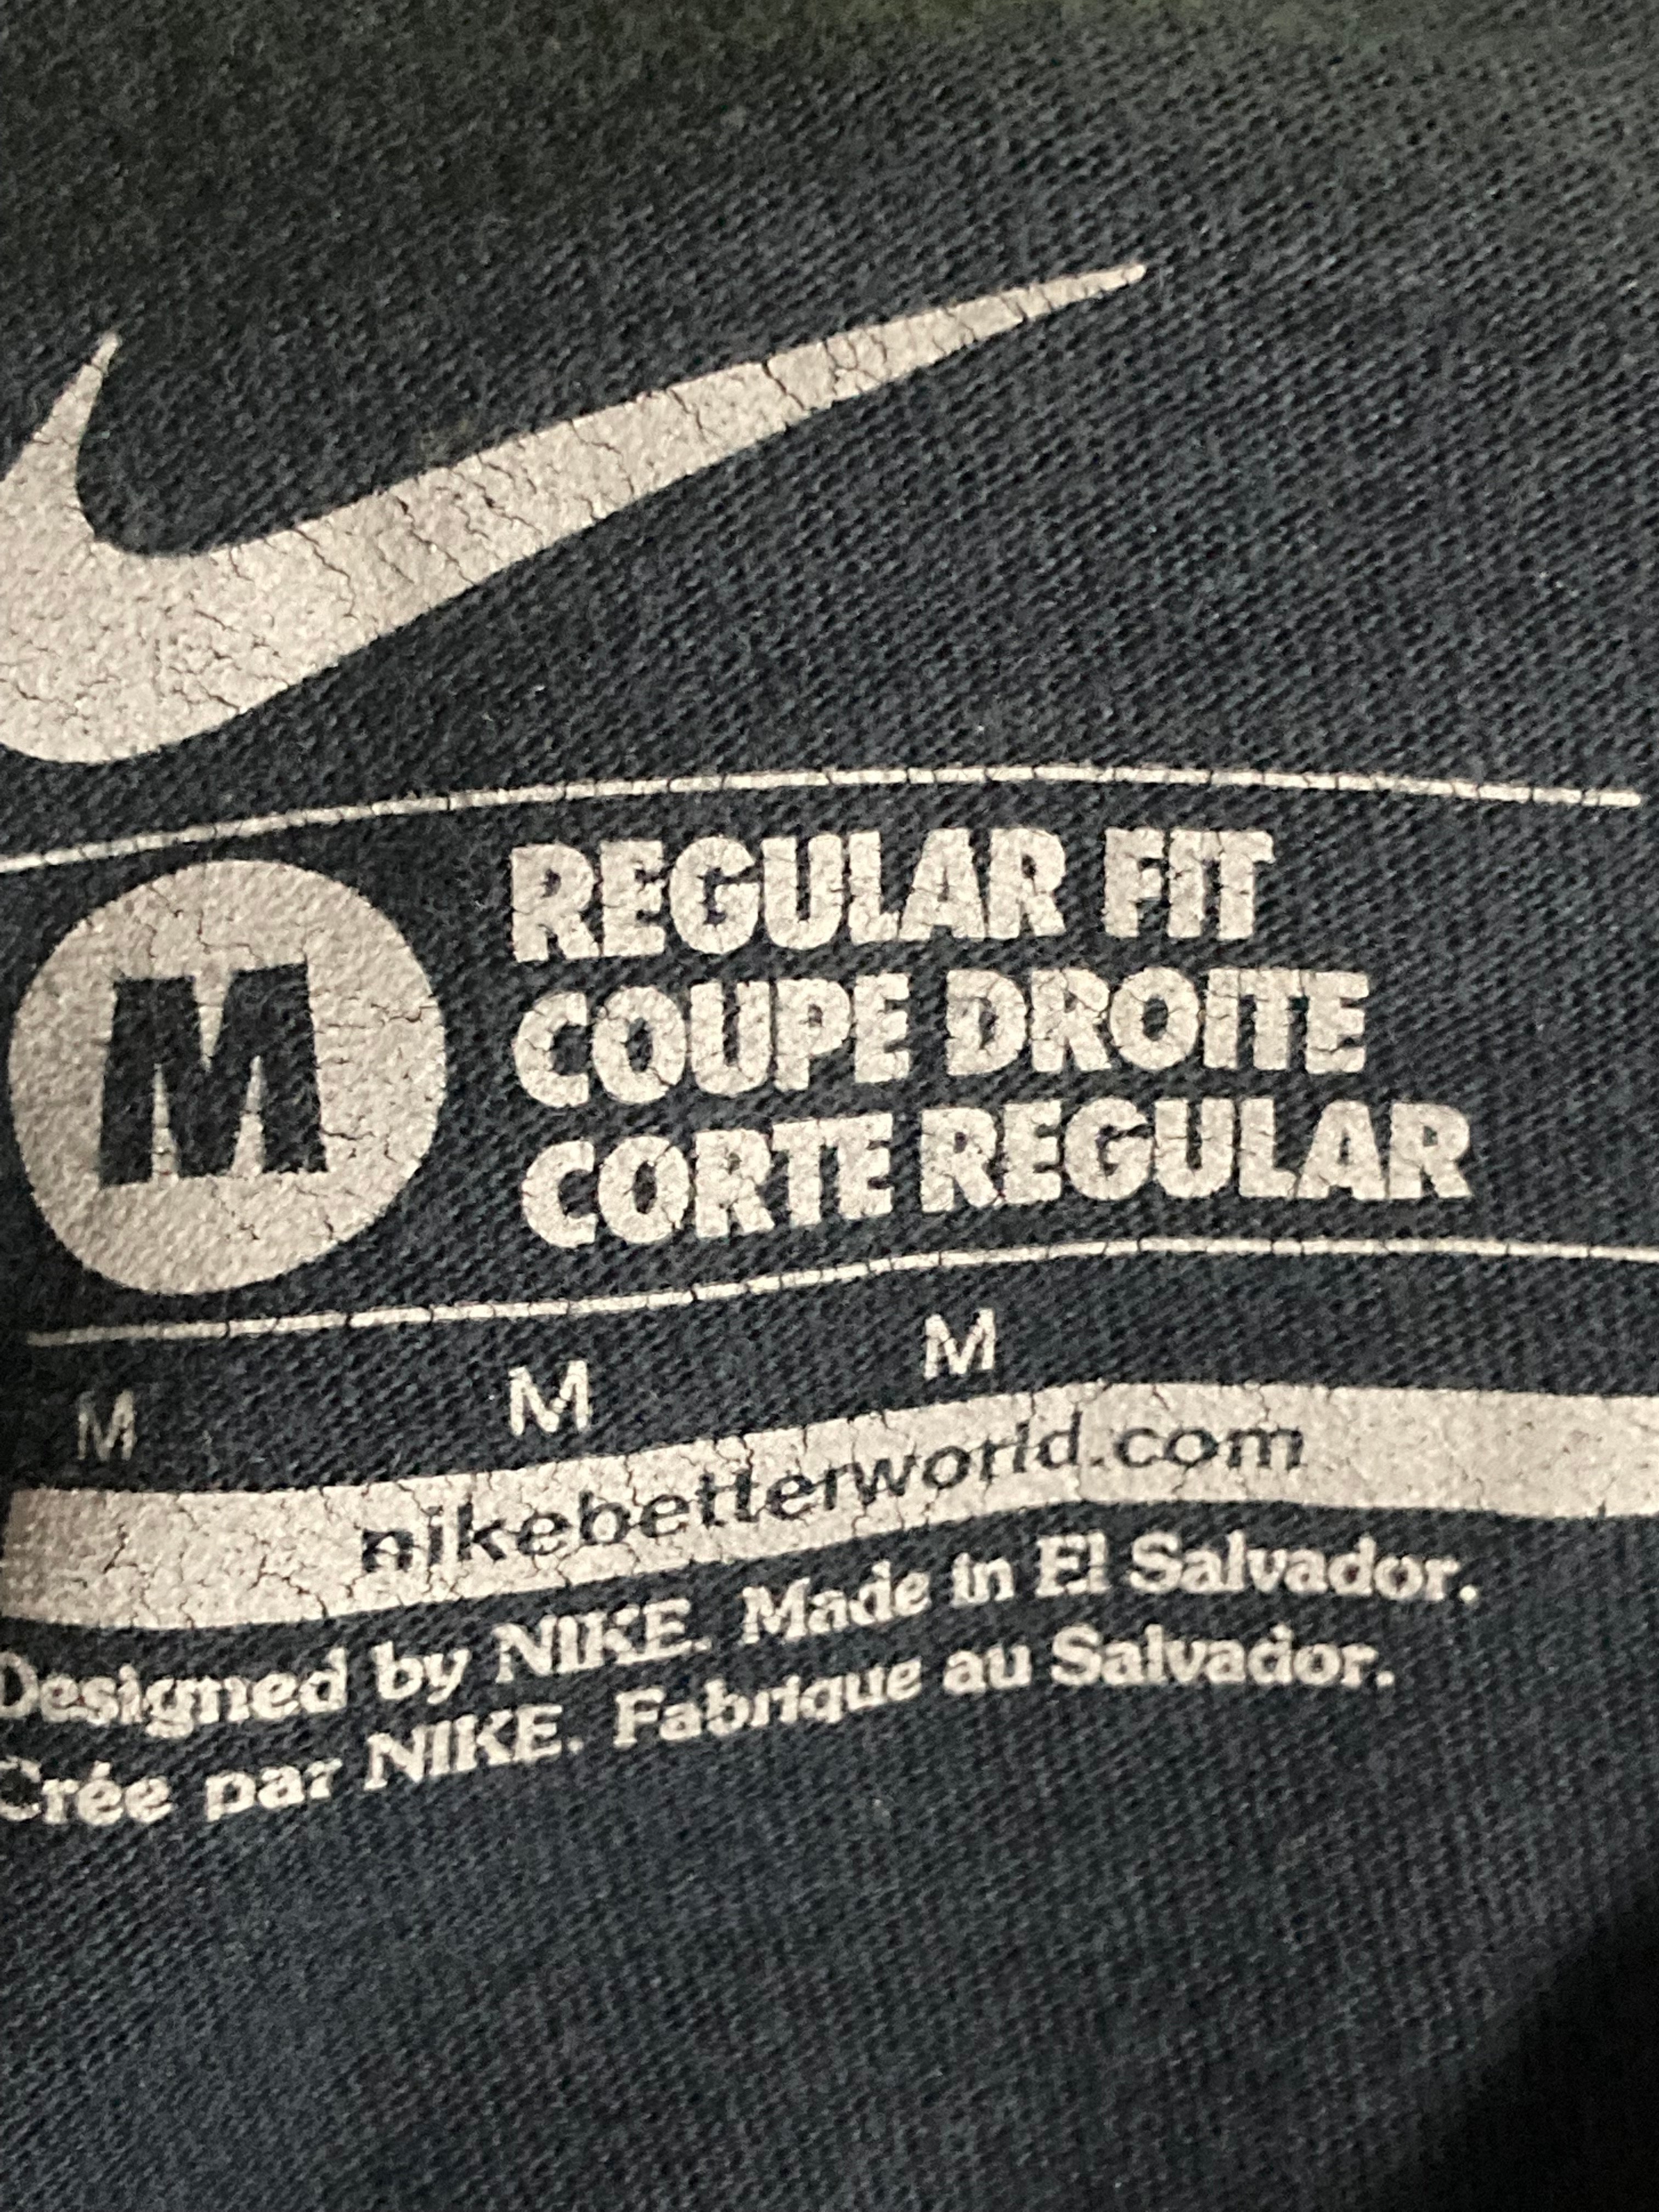 M
REGULAR FIT
COUPE DROITE
CORTE REGULAR
M M M
nikebetterworld.com
Designed by NIKE. Made in El Salvador.
Crée par NIKE. Fabrique au Salvador.